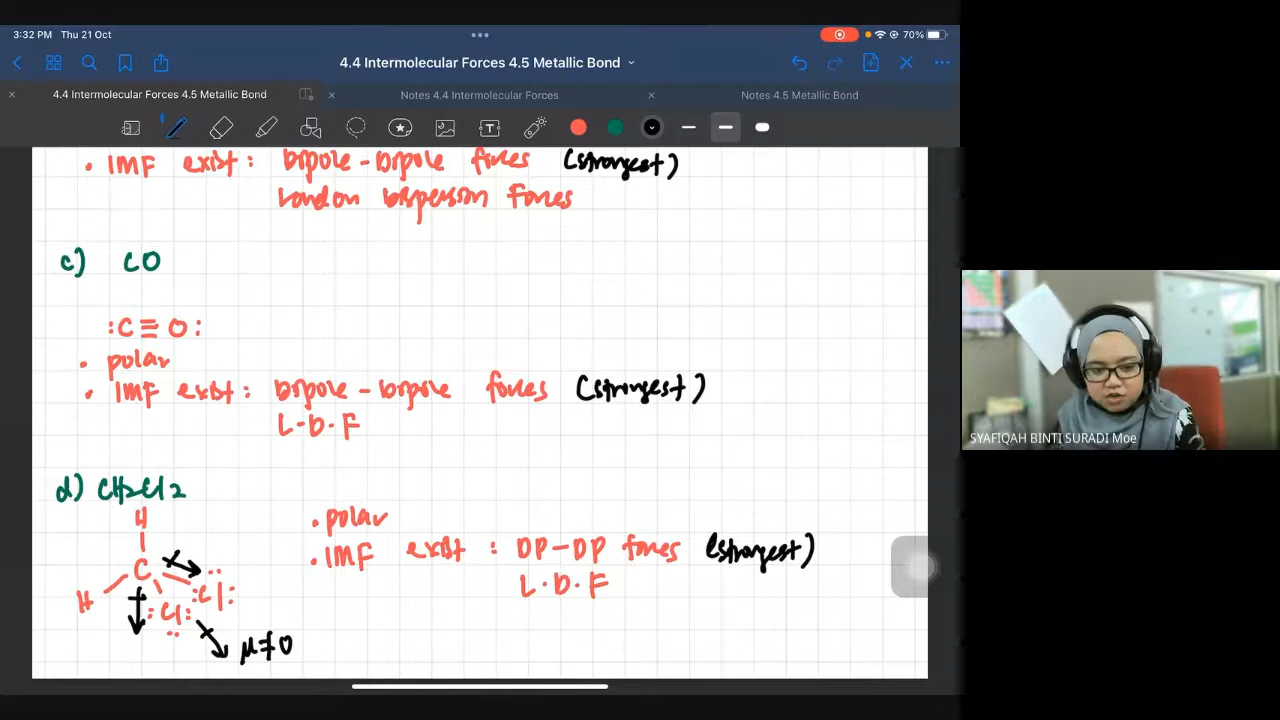 3:32 PM Thu 21 Oct
70%
4.4 Intermolecular Forces 4.5 Metallic Bond
4.4 Intermolecular Forces 4.5 Metallic Bond
Notes 4.4 Intermolecular Forces
Notes 4.5 Metallic Bond
• IMF exist : Dipole - Dipole forces (strongest)
London Dispersion Forces
c) CO
:C≡O:
• polar
• IMF exist : Dipole - Dipole forces (strongest)
L.D.F
d) CH2Cl2
H
• polar
• IMF exist : DP-DP forces (strongest)
C
L.D.F
H :Cl: :Cl:
μ≠0
SYAFIQAH BINTI SURADI Moe